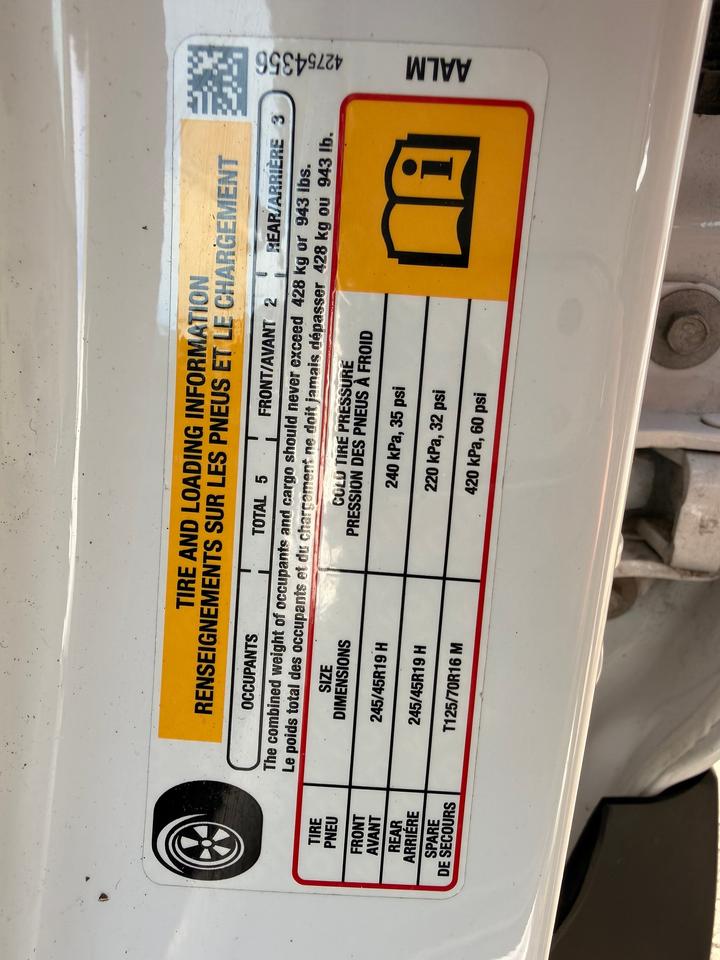 42754356
AALM
TIRE AND LOADING INFORMATION
RENSEIGNEMENTS SUR LES PNEUS ET LE CHARGEMENT
OCCUPANTS TOTAL 5 FRONT/AVANT 2 REAR/ARRIÈRE 3
The combined weight of occupants and cargo should never exceed 428 kg or 943 lbs.
Le poids total des occupants et du chargement ne doit jamais dépasser 428 kg ou 943 lb.
TIRE SIZE COLD TIRE PRESSURE
PNEU DIMENSIONS PRESSION DES PNEUS À FROID
FRONT
AVANT 245/45R19 H 240 kPa, 35 psi
REAR
ARRIÉRE 245/45R19 H 220 kPa, 32 psi
SPARE
DE SECOURS T125/70R16 M 420 kPa, 60 psi
i